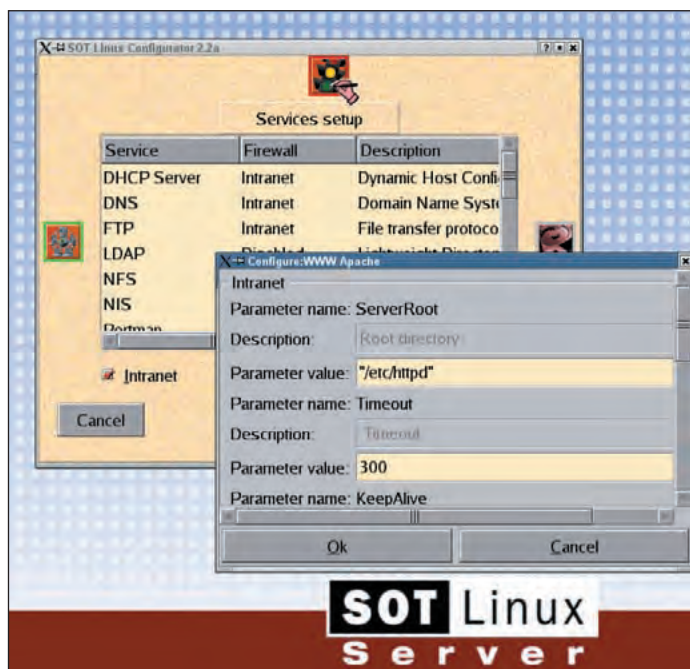 SOT Linux Configurator 2.2a
Services setup
Service Firewall Description
DHCP Server Intranet Dynamic Host Confi
DNS Intranet Domain Name Syst
FTP Intranet File transfer protoco
LDAP
NFS
NIS
Intranet
Cancel
Configure:WWW Apache
Intranet
Parameter name: ServerRoot
Description: Root directory
Parameter value: "/etc/httpd"
Parameter name: Timeout
Description: Timeout
Parameter value: 300
Parameter name: KeepAlive
Ok Cancel
SOT Linux
Server